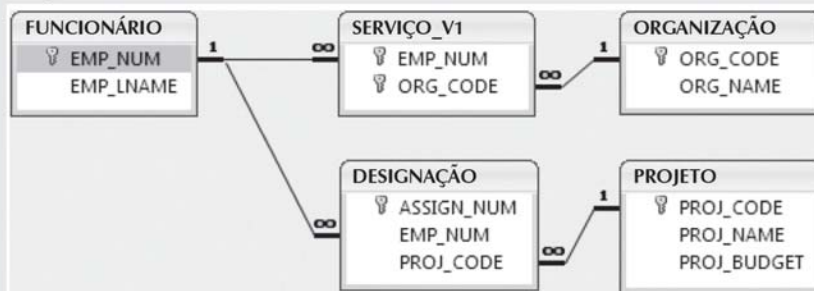 FUNCIONÁRIO
EMP_NUM
EMP_LNAME
1
∞
SERVIÇO_V1
EMP_NUM
ORG_CODE
∞
1
ORGANIZAÇÃO
ORG_CODE
ORG_NAME
∞
DESIGNAÇÃO
ASSIGN_NUM
EMP_NUM
PROJ_CODE
∞
1
PROJETO
PROJ_CODE
PROJ_NAME
PROJ_BUDGET